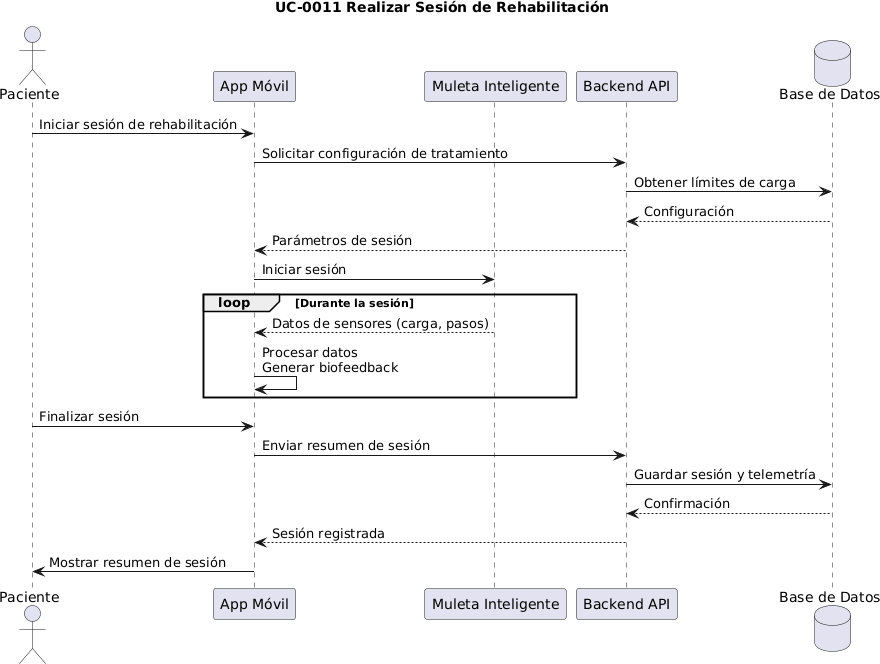 UC-0011 Realizar Sesión de Rehabilitación
Paciente
App Móvil
Muleta Inteligente
Backend API
Base de Datos
Iniciar sesión de rehabilitación
Solicitar configuración de tratamiento
Obtener límites de carga
Configuración
Parámetros de sesión
Iniciar sesión
loop
[Durante la sesión]
Datos de sensores (carga, pasos)
Procesar datos
Generar biofeedback
Finalizar sesión
Enviar resumen de sesión
Guardar sesión y telemetría
Confirmación
Sesión registrada
Mostrar resumen de sesión
Paciente
App Móvil
Muleta Inteligente
Backend API
Base de Datos